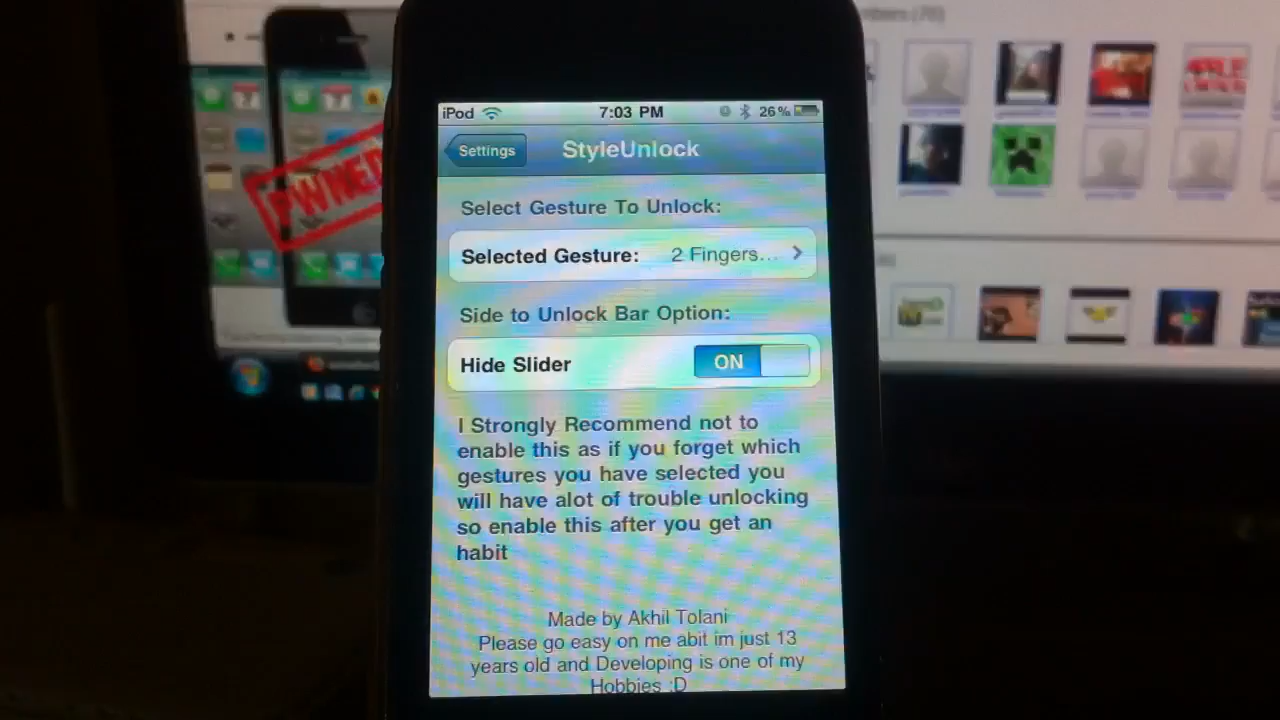 iPod 7:03 PM 26%
Settings StyleUnlock
Select Gesture To Unlock:
Selected Gesture: 2 Fingers...
Side to Unlock Bar Option:
Hide Slider ON
I Strongly Recommend not to
enable this as if you forget which
gestures you have selected you
will have alot of trouble unlocking
so enable this after you get an
habit
Made by Akhil Tolani
Please go easy on me abit im just 13
years old and Developing is one of my
Hobbies :D
PWNED